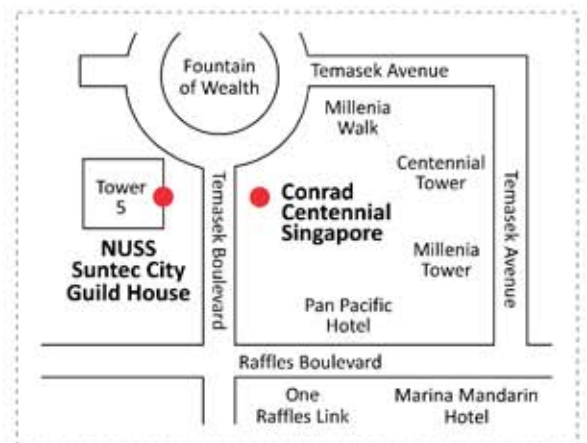 Fountain
of Wealth
Temasek Avenue
Millenia
Walk
Centennial
Tower
Temasek Avenue
Tower
5
Temasek Boulevard
Conrad
Centennial
Singapore
NUSS
Suntec City
Guild House
Millenia
Tower
Pan Pacific
Hotel
Raffles Boulevard
One
Raffles Link
Marina Mandarin
Hotel